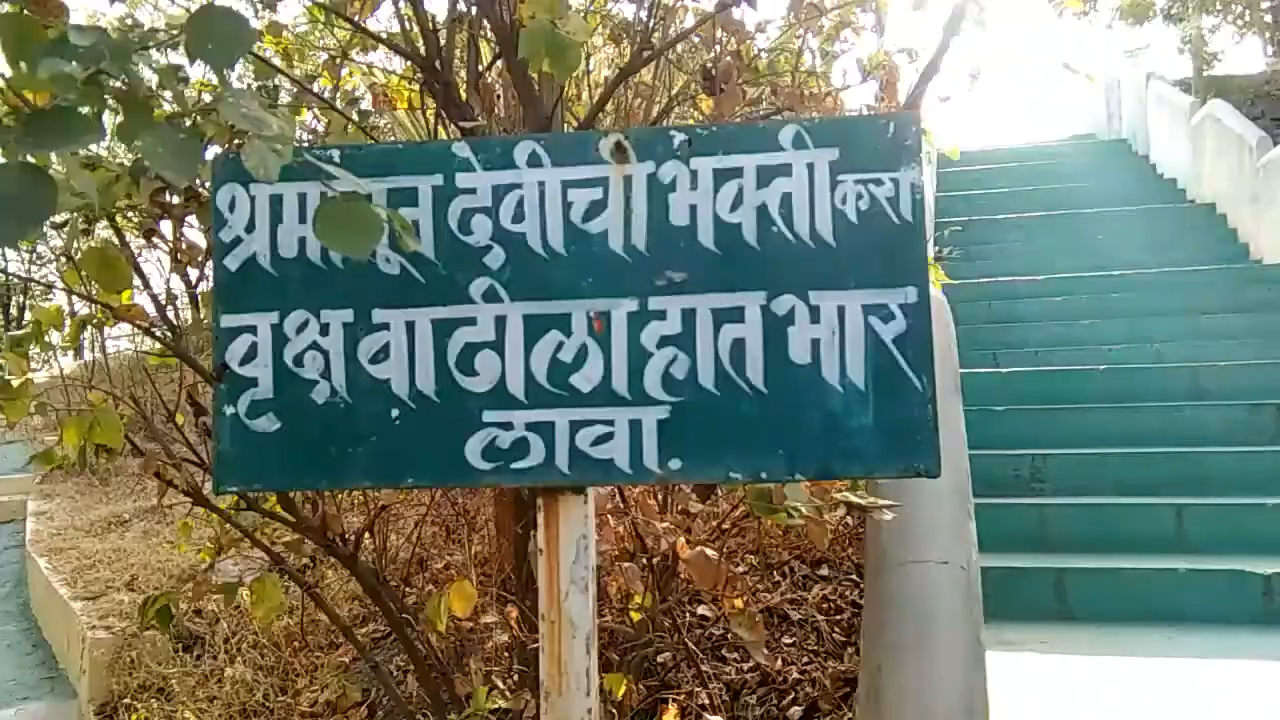 देवीची भक्ती करा
वृक्ष वाढीला हात भार
लावा.